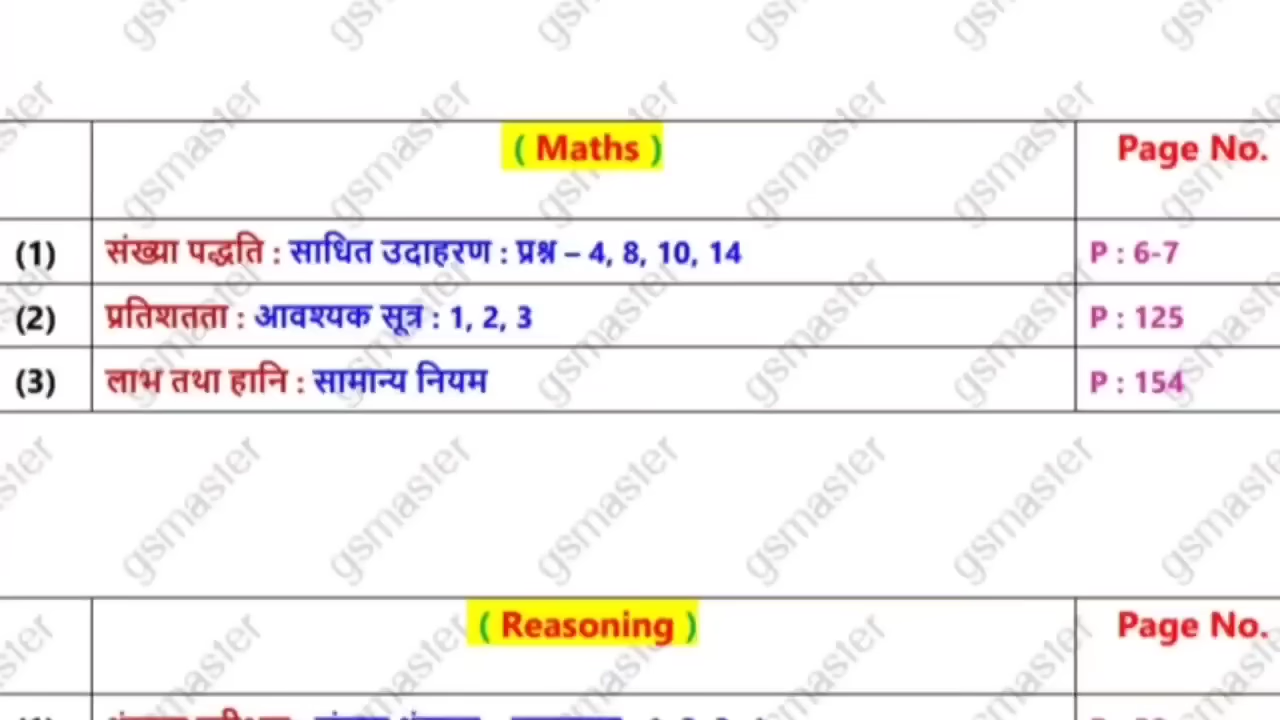 ( Maths ) Page No.
(1) संख्या पद्धति : साधित उदाहरण : प्रश्न – 4, 8, 10, 14 P : 6-7
(2) प्रतिशतता : आवश्यक सूत्र : 1, 2, 3 P : 125
(3) लाभ तथा हानि : सामान्य नियम P : 154
( Reasoning ) Page No.
gsmaster